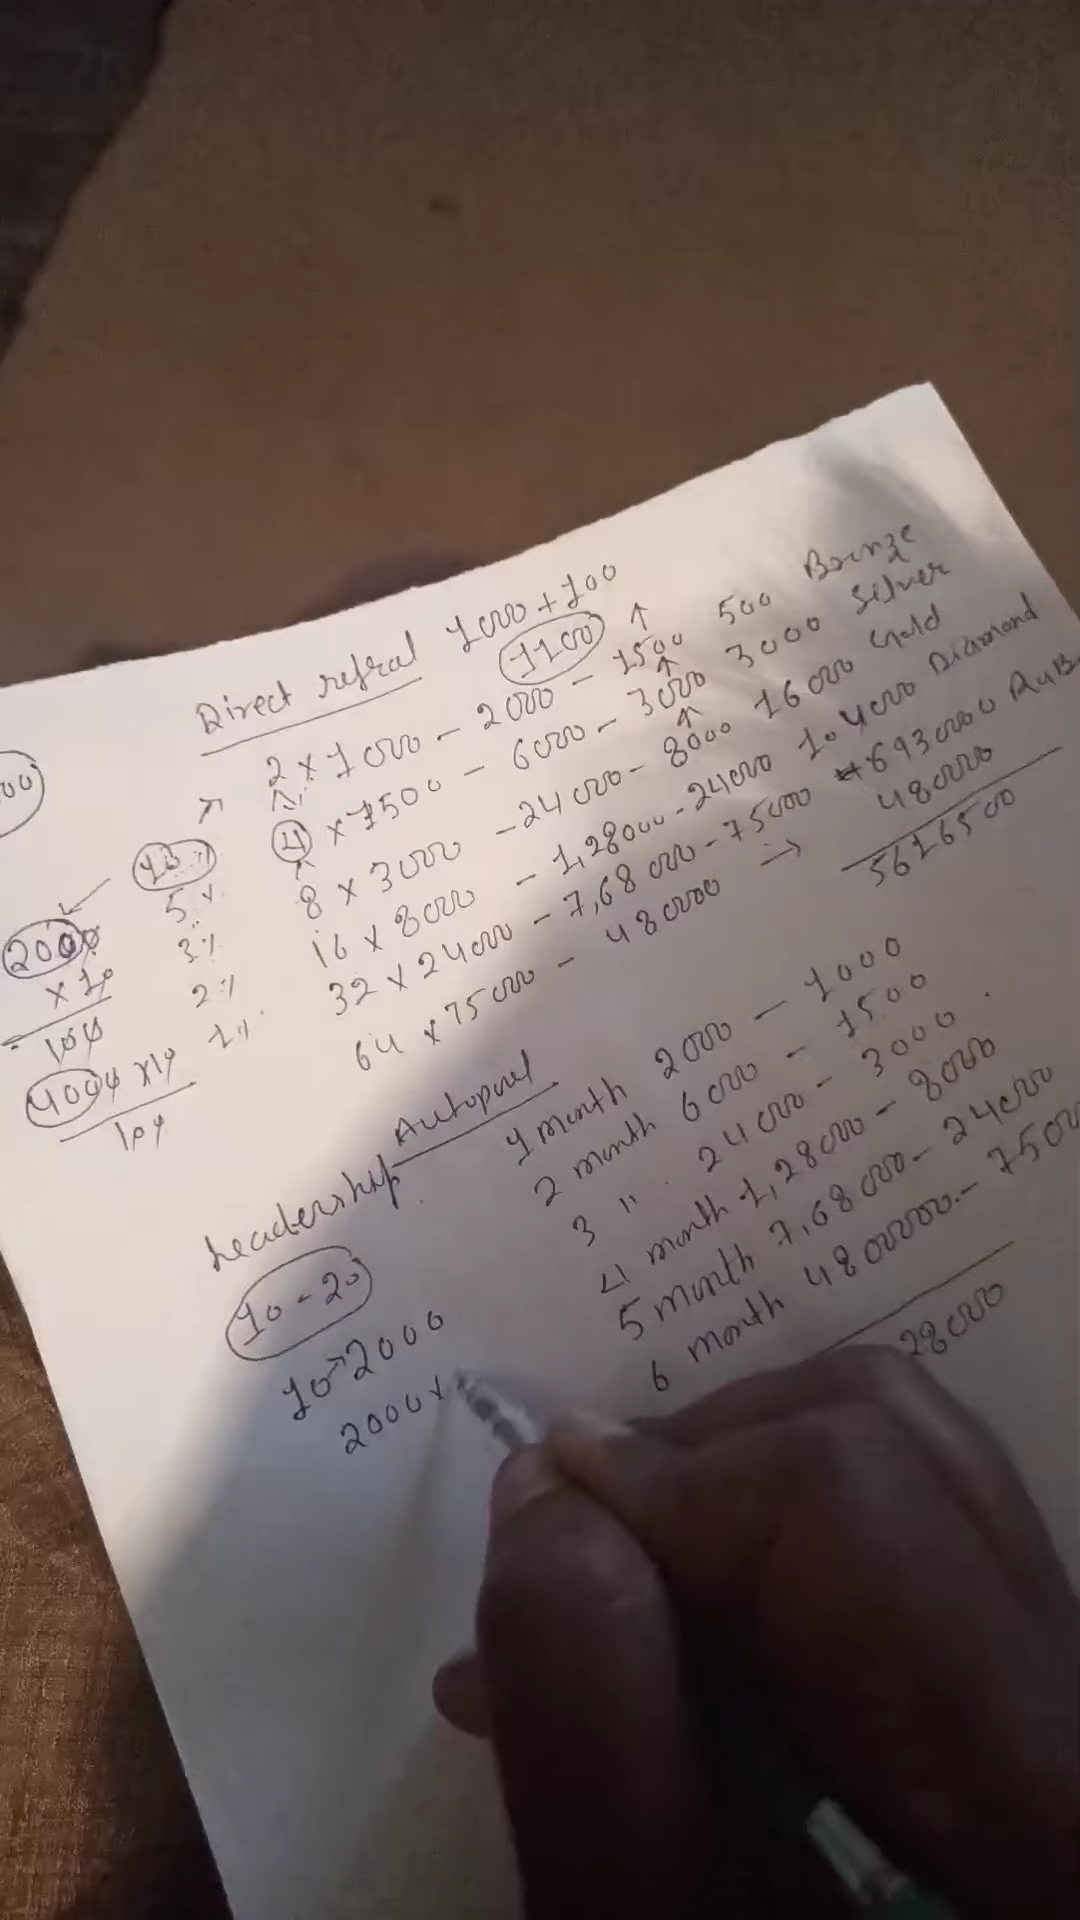 Direct refral 1000 + 100
1100
2 × 1000 - 2000 - 1500 500 Bronze
4 × 1500 - 6000 - 3000 3000 Silver
8 × 3000 - 24000 - 8000 16000 Gold
16 × 8000 - 1,28000 - 24000 104000 Diamond
32 × 24000 - 7,68000 - 75000 693000
64 × 75000 - 480000 → 480000
5616500
5%
3%
2%
1%
2000
× 10
100
4000 × 10
100
Autopool
1 month 2000 - 1000
2 month 6000 - 1500
3 " 24000 - 3000
4 month 1,28000 - 8000
5 month 7,68000 - 24000
6 month 4800000 - 7500
28000
Leadership
10 - 20
10 → 2000
2000 ×